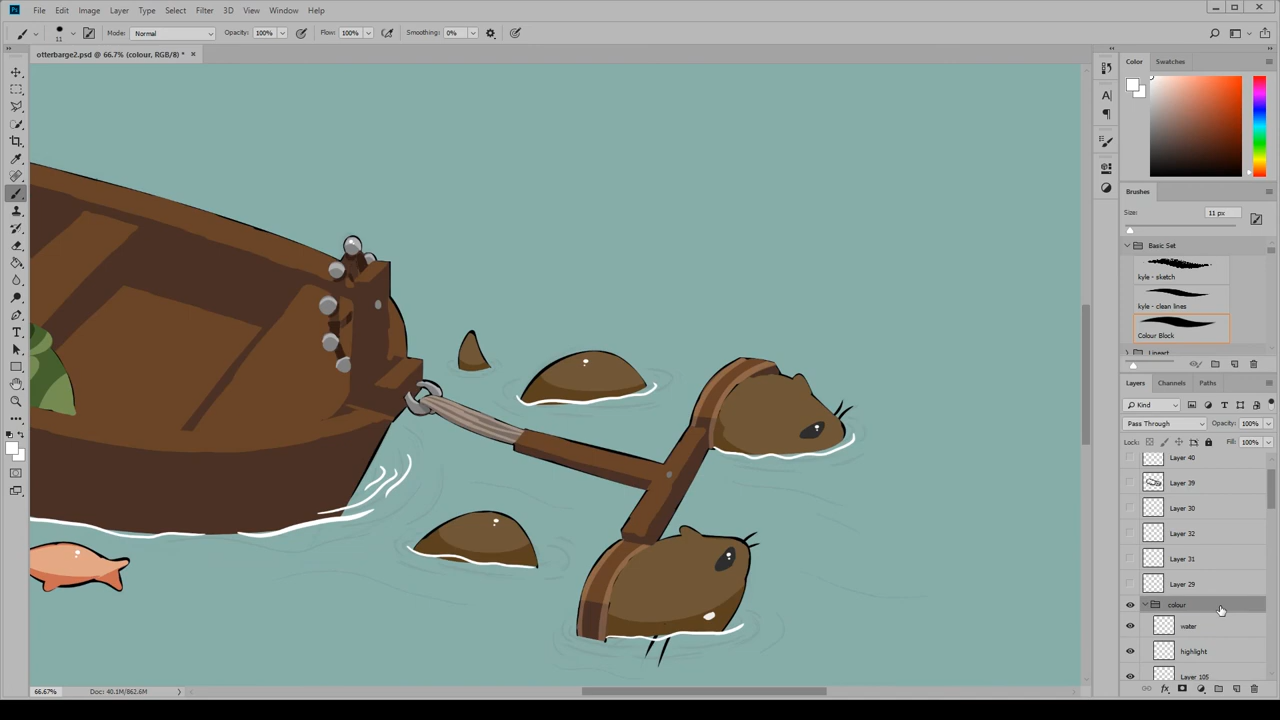 Ps File Edit Image Layer Type Select Filter 3D View Window Help
11 Mode: Normal Opacity: 100% Flow: 100% Smoothing: 0%
otterbarge2.psd @ 66.7% (colour, RGB/8) * ×
Color Swatches
Brushes
Size: 11 px
Basic Set
kyle - sketch
kyle - clean lines
Colour Block
Lineart
Layers Channels Paths
Kind
Pass Through Opacity: 100%
Lock: Fill: 100%
Layer 40
Layer 39
Layer 30
Layer 32
Layer 31
Layer 29
colour
water
highlight
Layer 105
66.67% Doc: 40.1M/862.6M